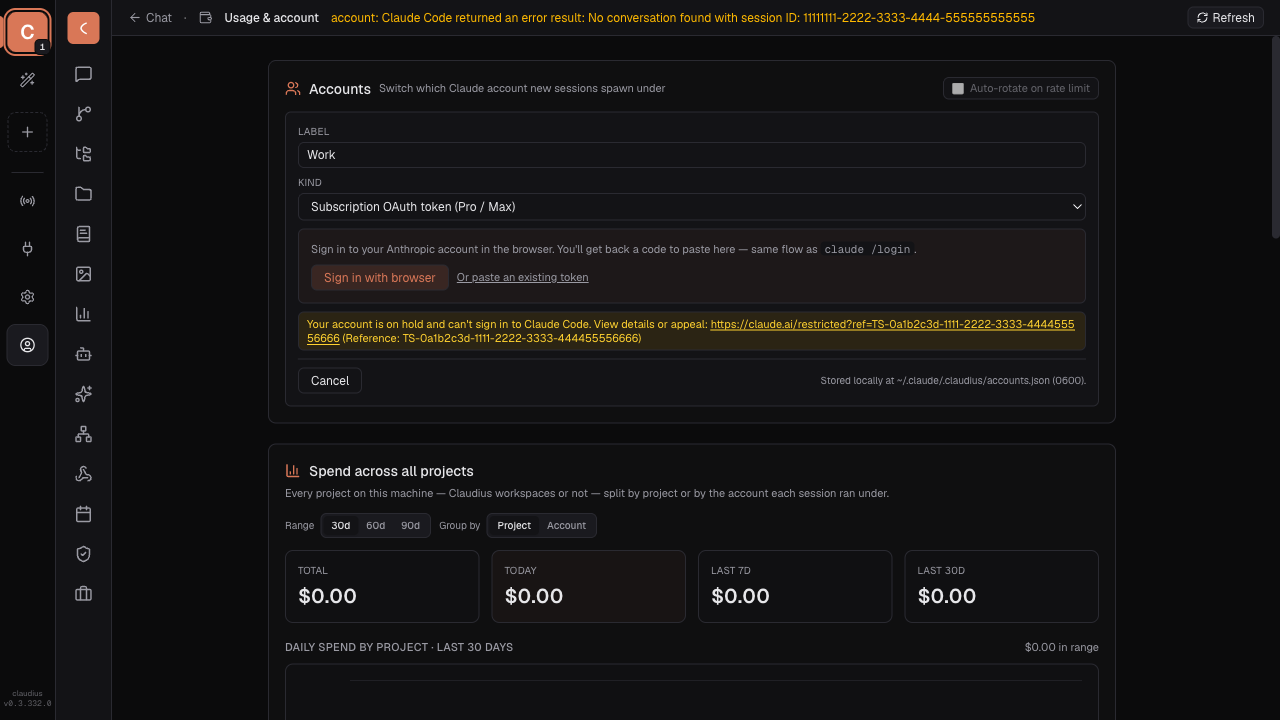 C
1
Chat · Usage & account account: Claude Code returned an error result: No conversation found with session ID: 11111111-2222-3333-4444-555555555555 Refresh
Accounts Switch which Claude account new sessions spawn under Auto-rotate on rate limit
LABEL
Work
KIND
Subscription OAuth token (Pro / Max)
Sign in to your Anthropic account in the browser. You'll get back a code to paste here — same flow as claude /login.
Sign in with browser Or paste an existing token
Your account is on hold and can't sign in to Claude Code. View details or appeal: https://claude.ai/restricted?ref=TS-0a1b2c3d-1111-2222-3333-4444555
56666 (Reference: TS-0a1b2c3d-1111-2222-3333-444455556666)
Cancel Stored locally at ~/.claude/.claudius/accounts.json (0600).
Spend across all projects
Every project on this machine — Claudius workspaces or not — split by project or by the account each session ran under.
Range 30d 60d 90d Group by Project Account
TOTAL TODAY LAST 7D LAST 30D
$0.00 $0.00 $0.00 $0.00
DAILY SPEND BY PROJECT · LAST 30 DAYS $0.00 in range
claudius
v0.3.332.0